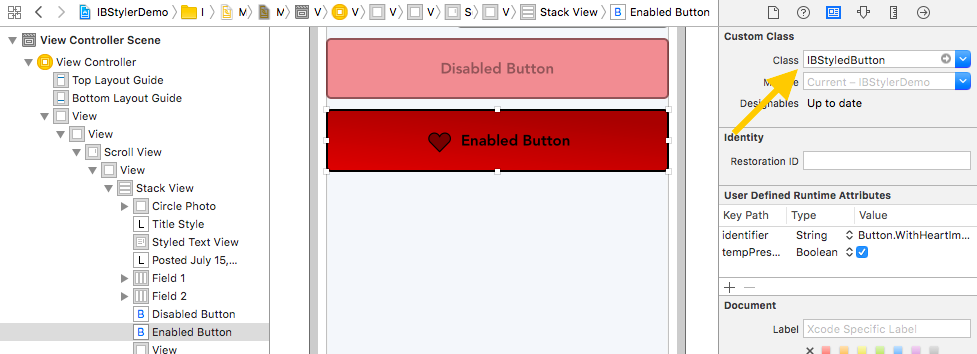 IBStylerDemo I M M V V V V S V Stack View B Enabled Button
View Controller Scene
View Controller
Top Layout Guide
Bottom Layout Guide
View
View
Scroll View
View
Stack View
Circle Photo
L Title Style
Styled Text View
L Posted July 15,...
Field 1
Field 2
B Disabled Button
B Enabled Button
View
Disabled Button
Enabled Button
Custom Class
Class IBStyledButton
Current – IBStylerDemo
Designables Up to date
Identity
Restoration ID
User Defined Runtime Attributes
Key Path Type Value
identifier String Button.WithHeartIm...
tempPres... Boolean
Document
Label Xcode Specific Label